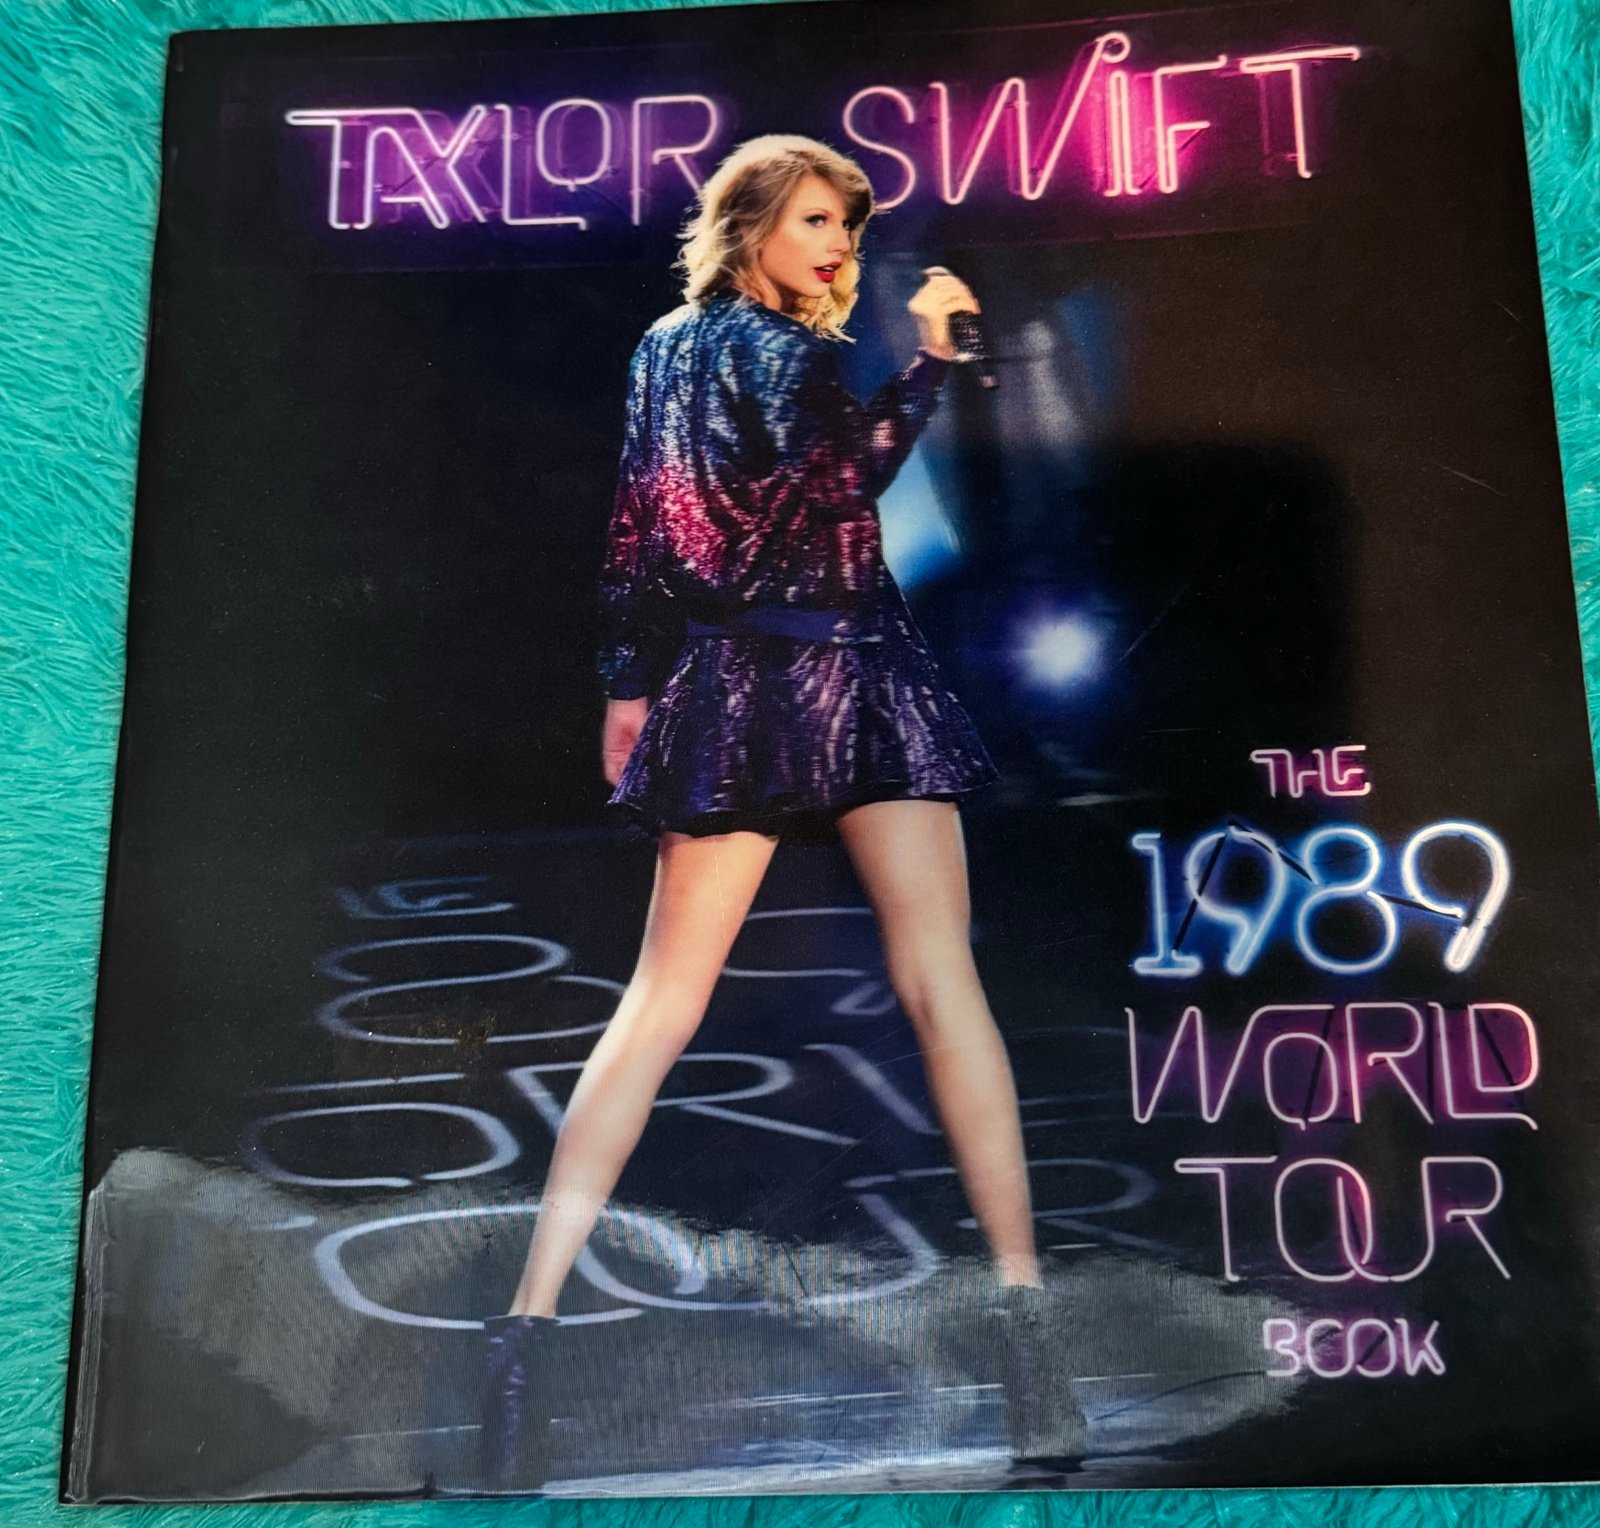 TAYLOR SWIFT
THE
1989
WORLD
TOUR
BOOK